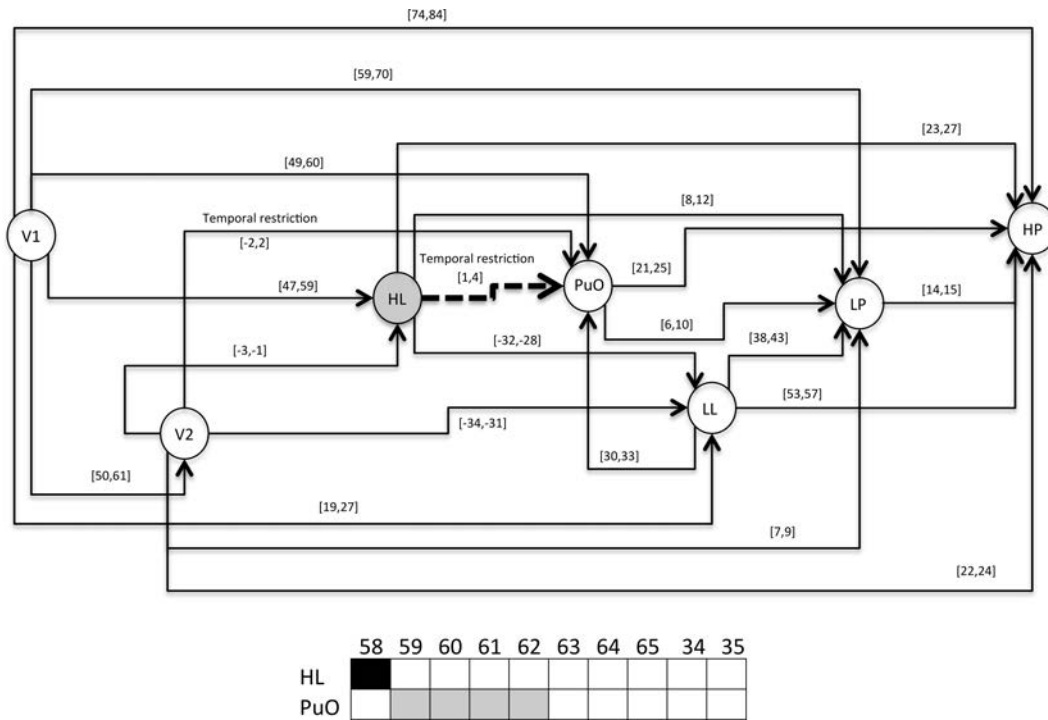 [74,84]
[59,70]
[23,27]
[49,60]
[8,12]
Temporal restriction
[-2,2]
V1
HP
Temporal restriction
[1,4]
[21,25]
PuO
[47,59]
HL
LP
[14,15]
[6,10]
[-32,-28]
[38,43]
[-3,-1]
[53,57]
LL
[-34,-31]
V2
[30,33]
[50,61]
[19,27]
[7,9]
[22,24]
58 59 60 61 62 63 64 65 34 35
HL
PuO